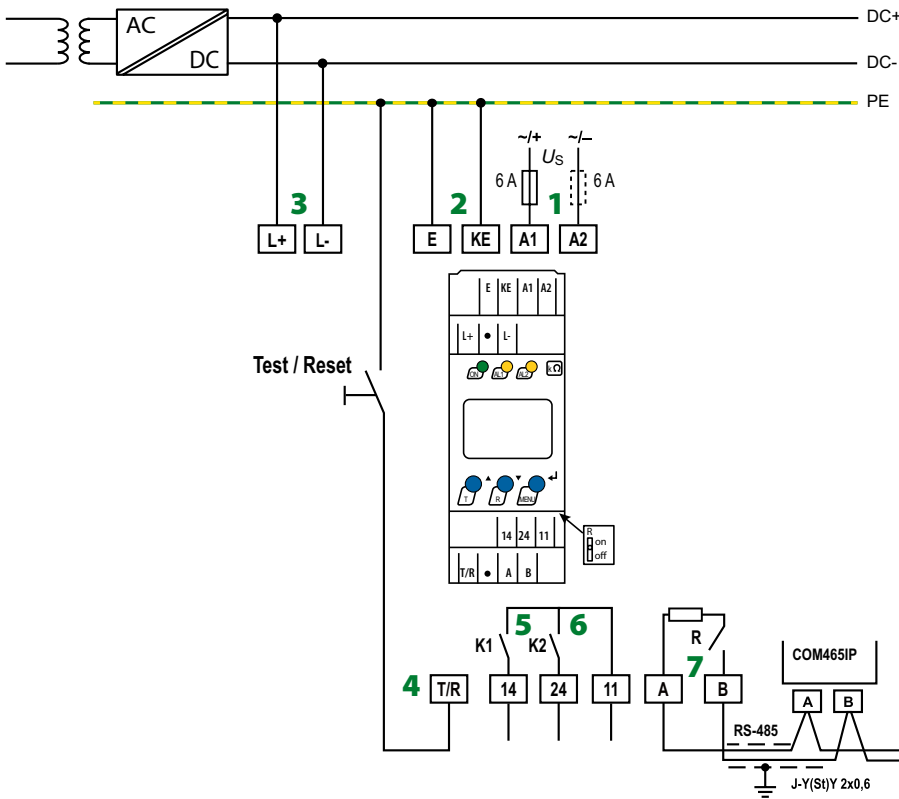 AC
DC
DC+
DC-
PE
~/+ ~/–
US
6 A 6 A
3 2 1
L+ L- E KE A1 A2
E KE A1 A2
L+ • L-
Test / Reset
ON AL1 AL2 kΩ
T R MENU
R
on
off
14 24 11
T/R • A B
5 6
K1 K2 R
COM465IP
4 7
T/R 14 24 11 A B
A B
RS-485
J-Y(St)Y 2x0,6